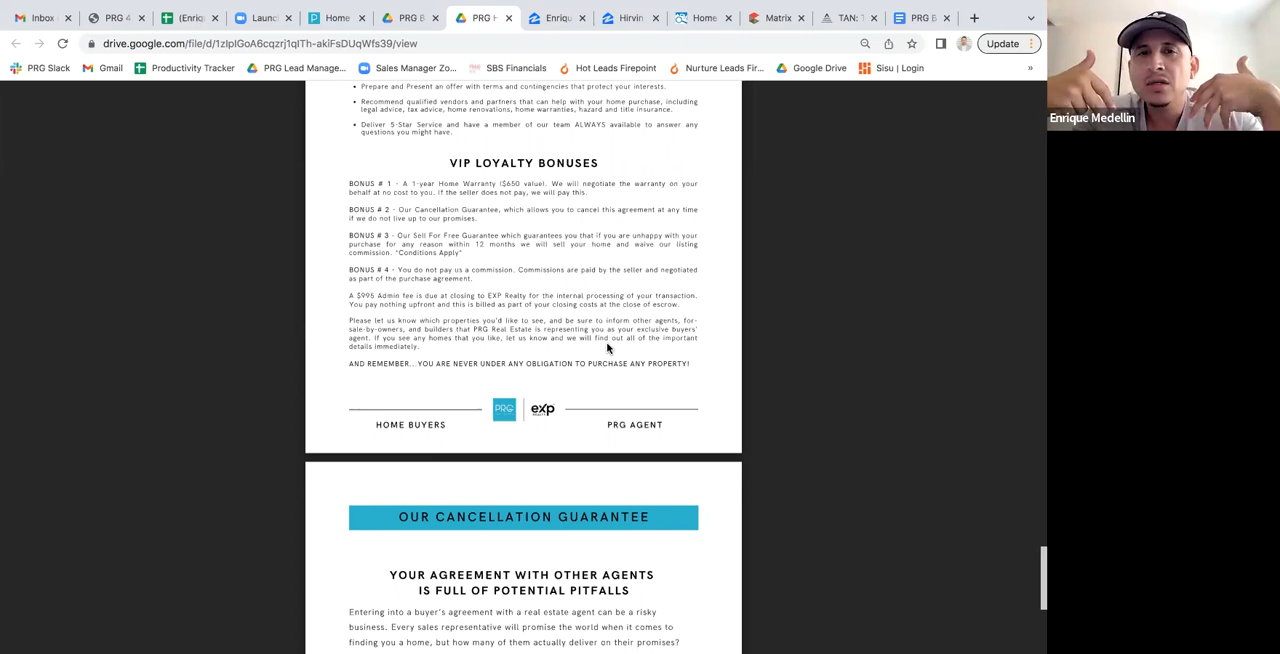 Inbox
PRG 4
(Enriq
Launc
Home
PRG B
PRG H
Enriqu
Hirvin
Home
Matrix
TAN: T
PRG B
drive.google.com/file/d/1zIpIGoA6cqzrj1qITh-akiFsDUqWfs39/view
Update
PRG Slack
Gmail
Productivity Tracker
PRG Lead Manage...
Sales Manager Zo...
SBS Financials
Hot Leads Firepoint
Nurture Leads Fir...
Google Drive
Sisu | Login
»
Enrique Medellin
• Prepare and Present an offer with terms and contingencies that protect your interests.
• Recommend qualified vendors and partners that can help with your home purchase, including
legal advice, tax advice, home renovations, home warranties, hazard and title insurance.
• Deliver 5-Star Service and have a member of our team ALWAYS available to answer any
questions you might have.
VIP LOYALTY BONUSES
BONUS # 1 - A 1-year Home Warranty ($650 value). We will negotiate the warranty on your
behalf at no cost to you. If the seller does not pay, we will pay this.
BONUS # 2 - Our Cancellation Guarantee, which allows you to cancel this agreement at any time
if we do not live up to our promises.
BONUS # 3 - Our Sell For Free Guarantee which guarantees you that if you are unhappy with your
purchase for any reason within 12 months we will sell your home and waive our listing
commission. *Conditions Apply*
BONUS # 4 - You do not pay us a commission. Commissions are paid by the seller and negotiated
as part of the purchase agreement.
A $995 Admin fee is due at closing to EXP Realty for the internal processing of your transaction.
You pay nothing upfront and this is billed as part of your closing costs at the close of escrow.
Please let us know which properties you'd like to see, and be sure to inform other agents, for-
sale-by-owners, and builders that PRG Real Estate is representing you as your exclusive buyers'
agent. If you see any homes that you like, let us know and we will find out all of the important
details immediately.
AND REMEMBER...YOU ARE NEVER UNDER ANY OBLIGATION TO PURCHASE ANY PROPERTY!
PRG
exp
REALTY
HOME BUYERS
PRG AGENT
OUR CANCELLATION GUARANTEE
YOUR AGREEMENT WITH OTHER AGENTS
IS FULL OF POTENTIAL PITFALLS
Entering into a buyer's agreement with a real estate agent can be a risky
business. Every sales representative will promise the world when it comes to
finding you a home, but how many of them actually deliver on their promises?